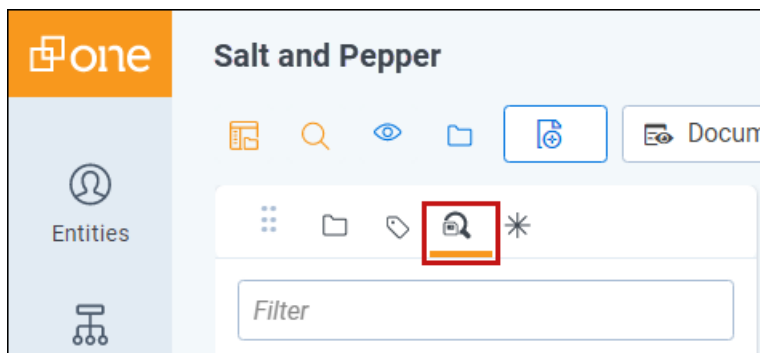 one
Salt and Pepper
Docum
Entities
Filter